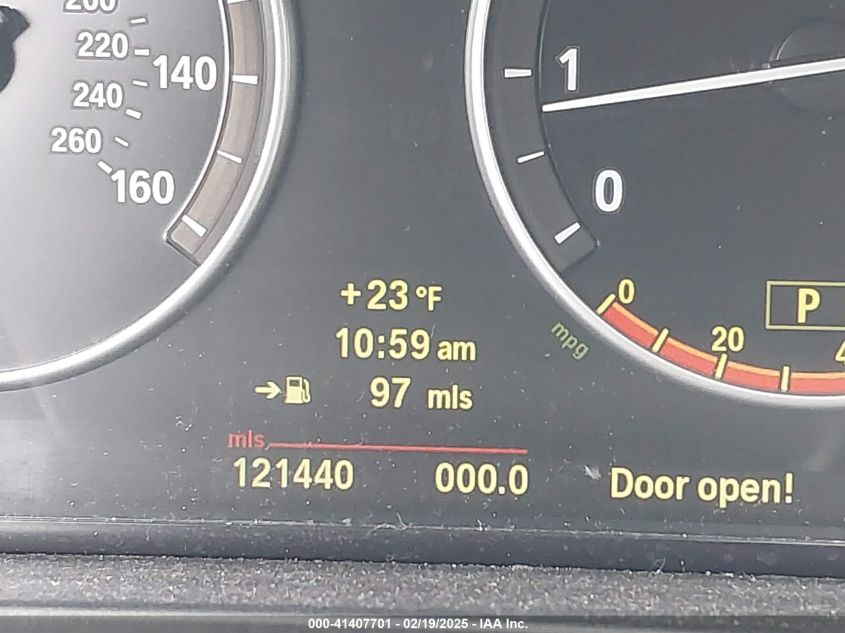 220
140
240
260
160
1
0
+23 °F
10:59 am
97 mls
mls
121440 000.0
Door open!
0
20
mpg
P
000-41407701 - 02/19/2025 - IAA Inc.